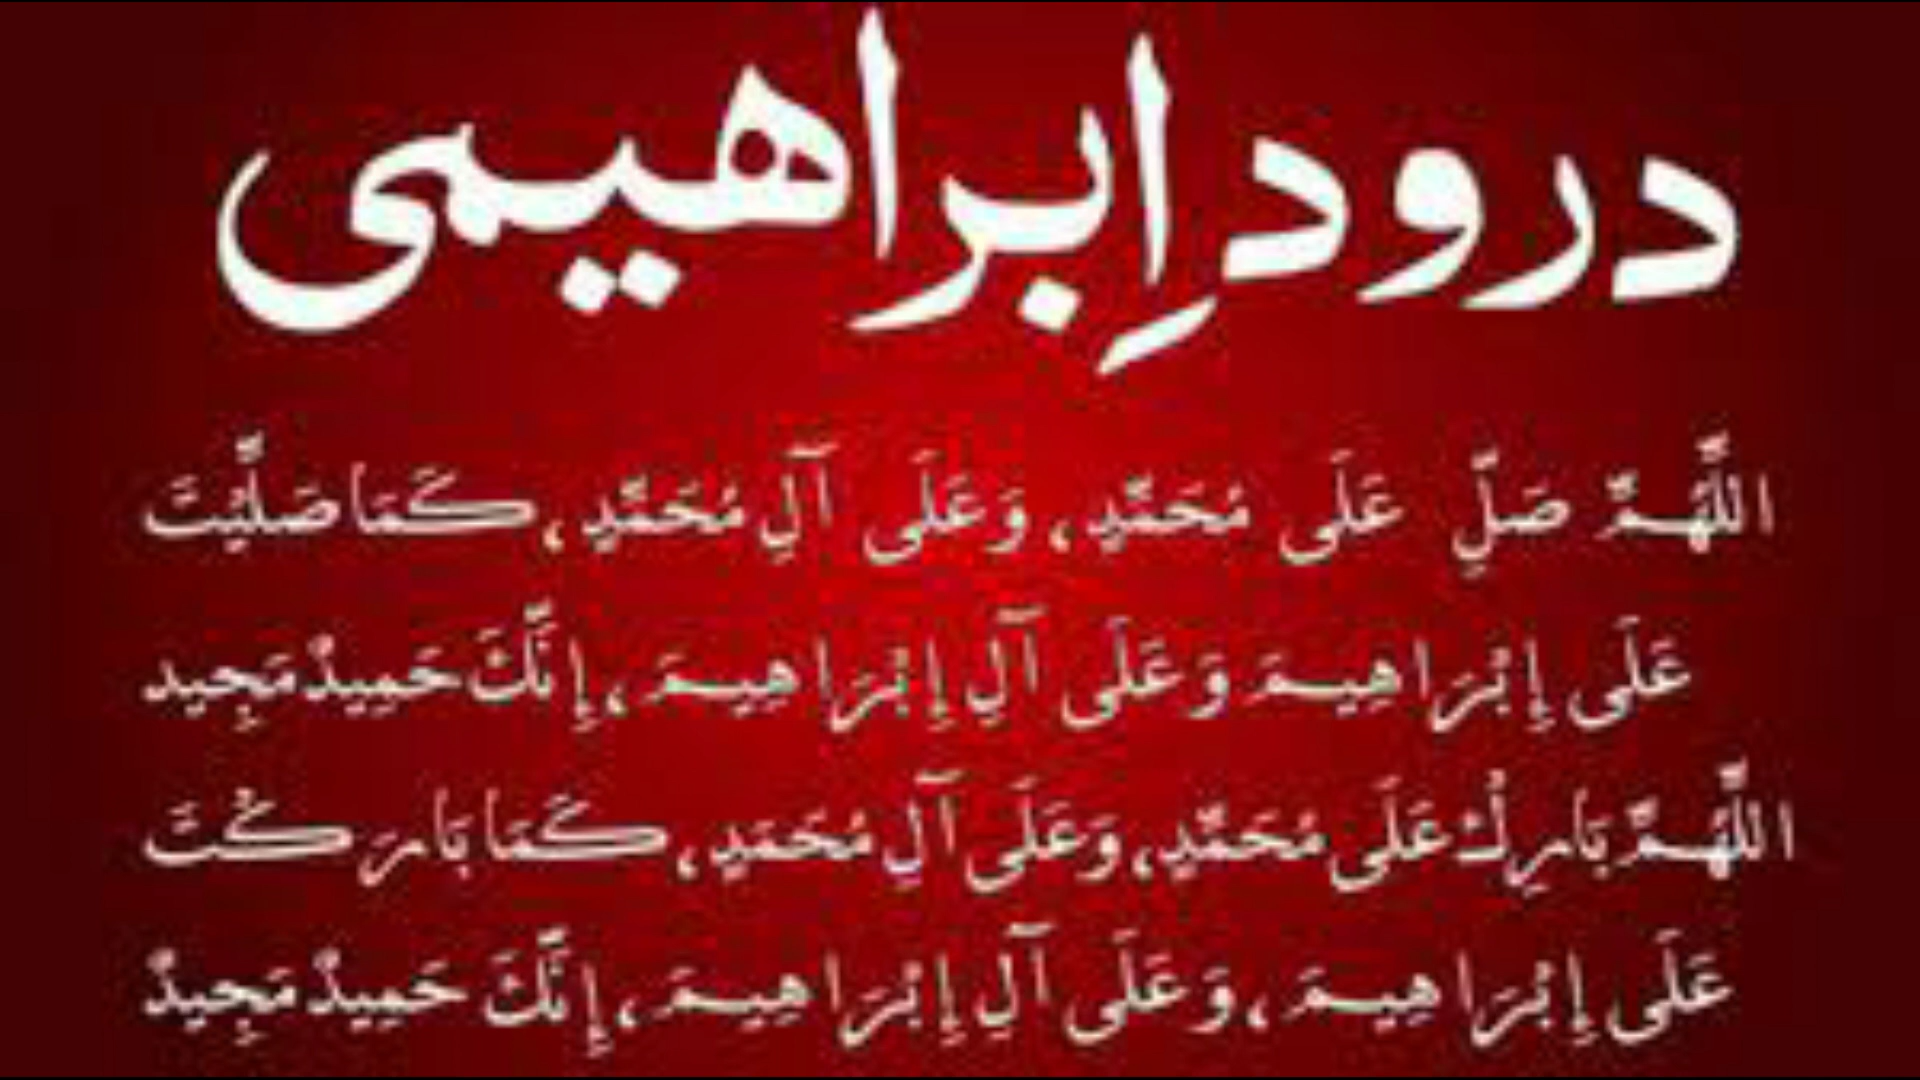 درودِ ابراھیمی
اللّٰهُمَّ صَلِّ عَلَى مُحَمَّدٍ، وَعَلَى آلِ مُحَمَّدٍ، كَمَا صَلَّيْتَ
عَلَى إِبْرَاهِيمَ وَعَلَى آلِ إِبْرَاهِيمَ، إِنَّكَ حَمِيدٌ مَجِيد
اللّٰهُمَّ بَارِكْ عَلَى مُحَمَّدٍ، وَعَلَى آلِ مُحَمَدٍ، كَمَا بَارَكْتَ
عَلَى إِبْرَاهِيمَ، وَعَلَى آلِ إِبْرَاهِيمَ، إِنَّكَ حَمِيدٌ مَجِيدٌ